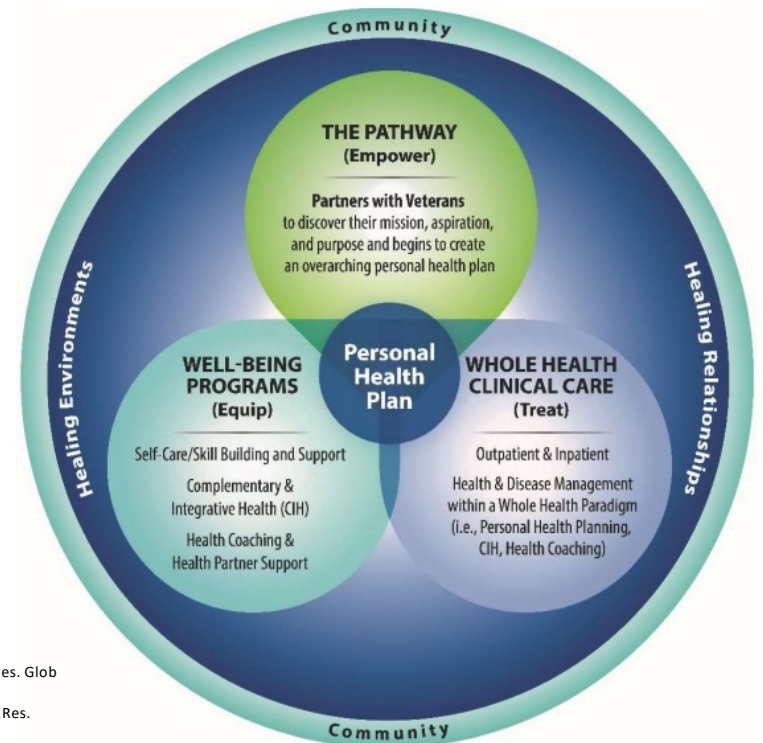 Community
THE PATHWAY
(Empower)
Partners with Veterans
to discover their mission, aspiration,
and purpose and begins to create
an overarching personal health plan
Healing Environments
Healing Relationships
Personal
Health
Plan
WELL-BEING
PROGRAMS
(Equip)
Self-Care/Skill Building and Support
Complementary &
Integrative Health (CIH)
Health Coaching &
Health Partner Support
WHOLE HEALTH
CLINICAL CARE
(Treat)
Outpatient & Inpatient
Health & Disease Management
within a Whole Health Paradigm
(i.e., Personal Health Planning,
CIH, Health Coaching)
es. Glob
Res.
Community